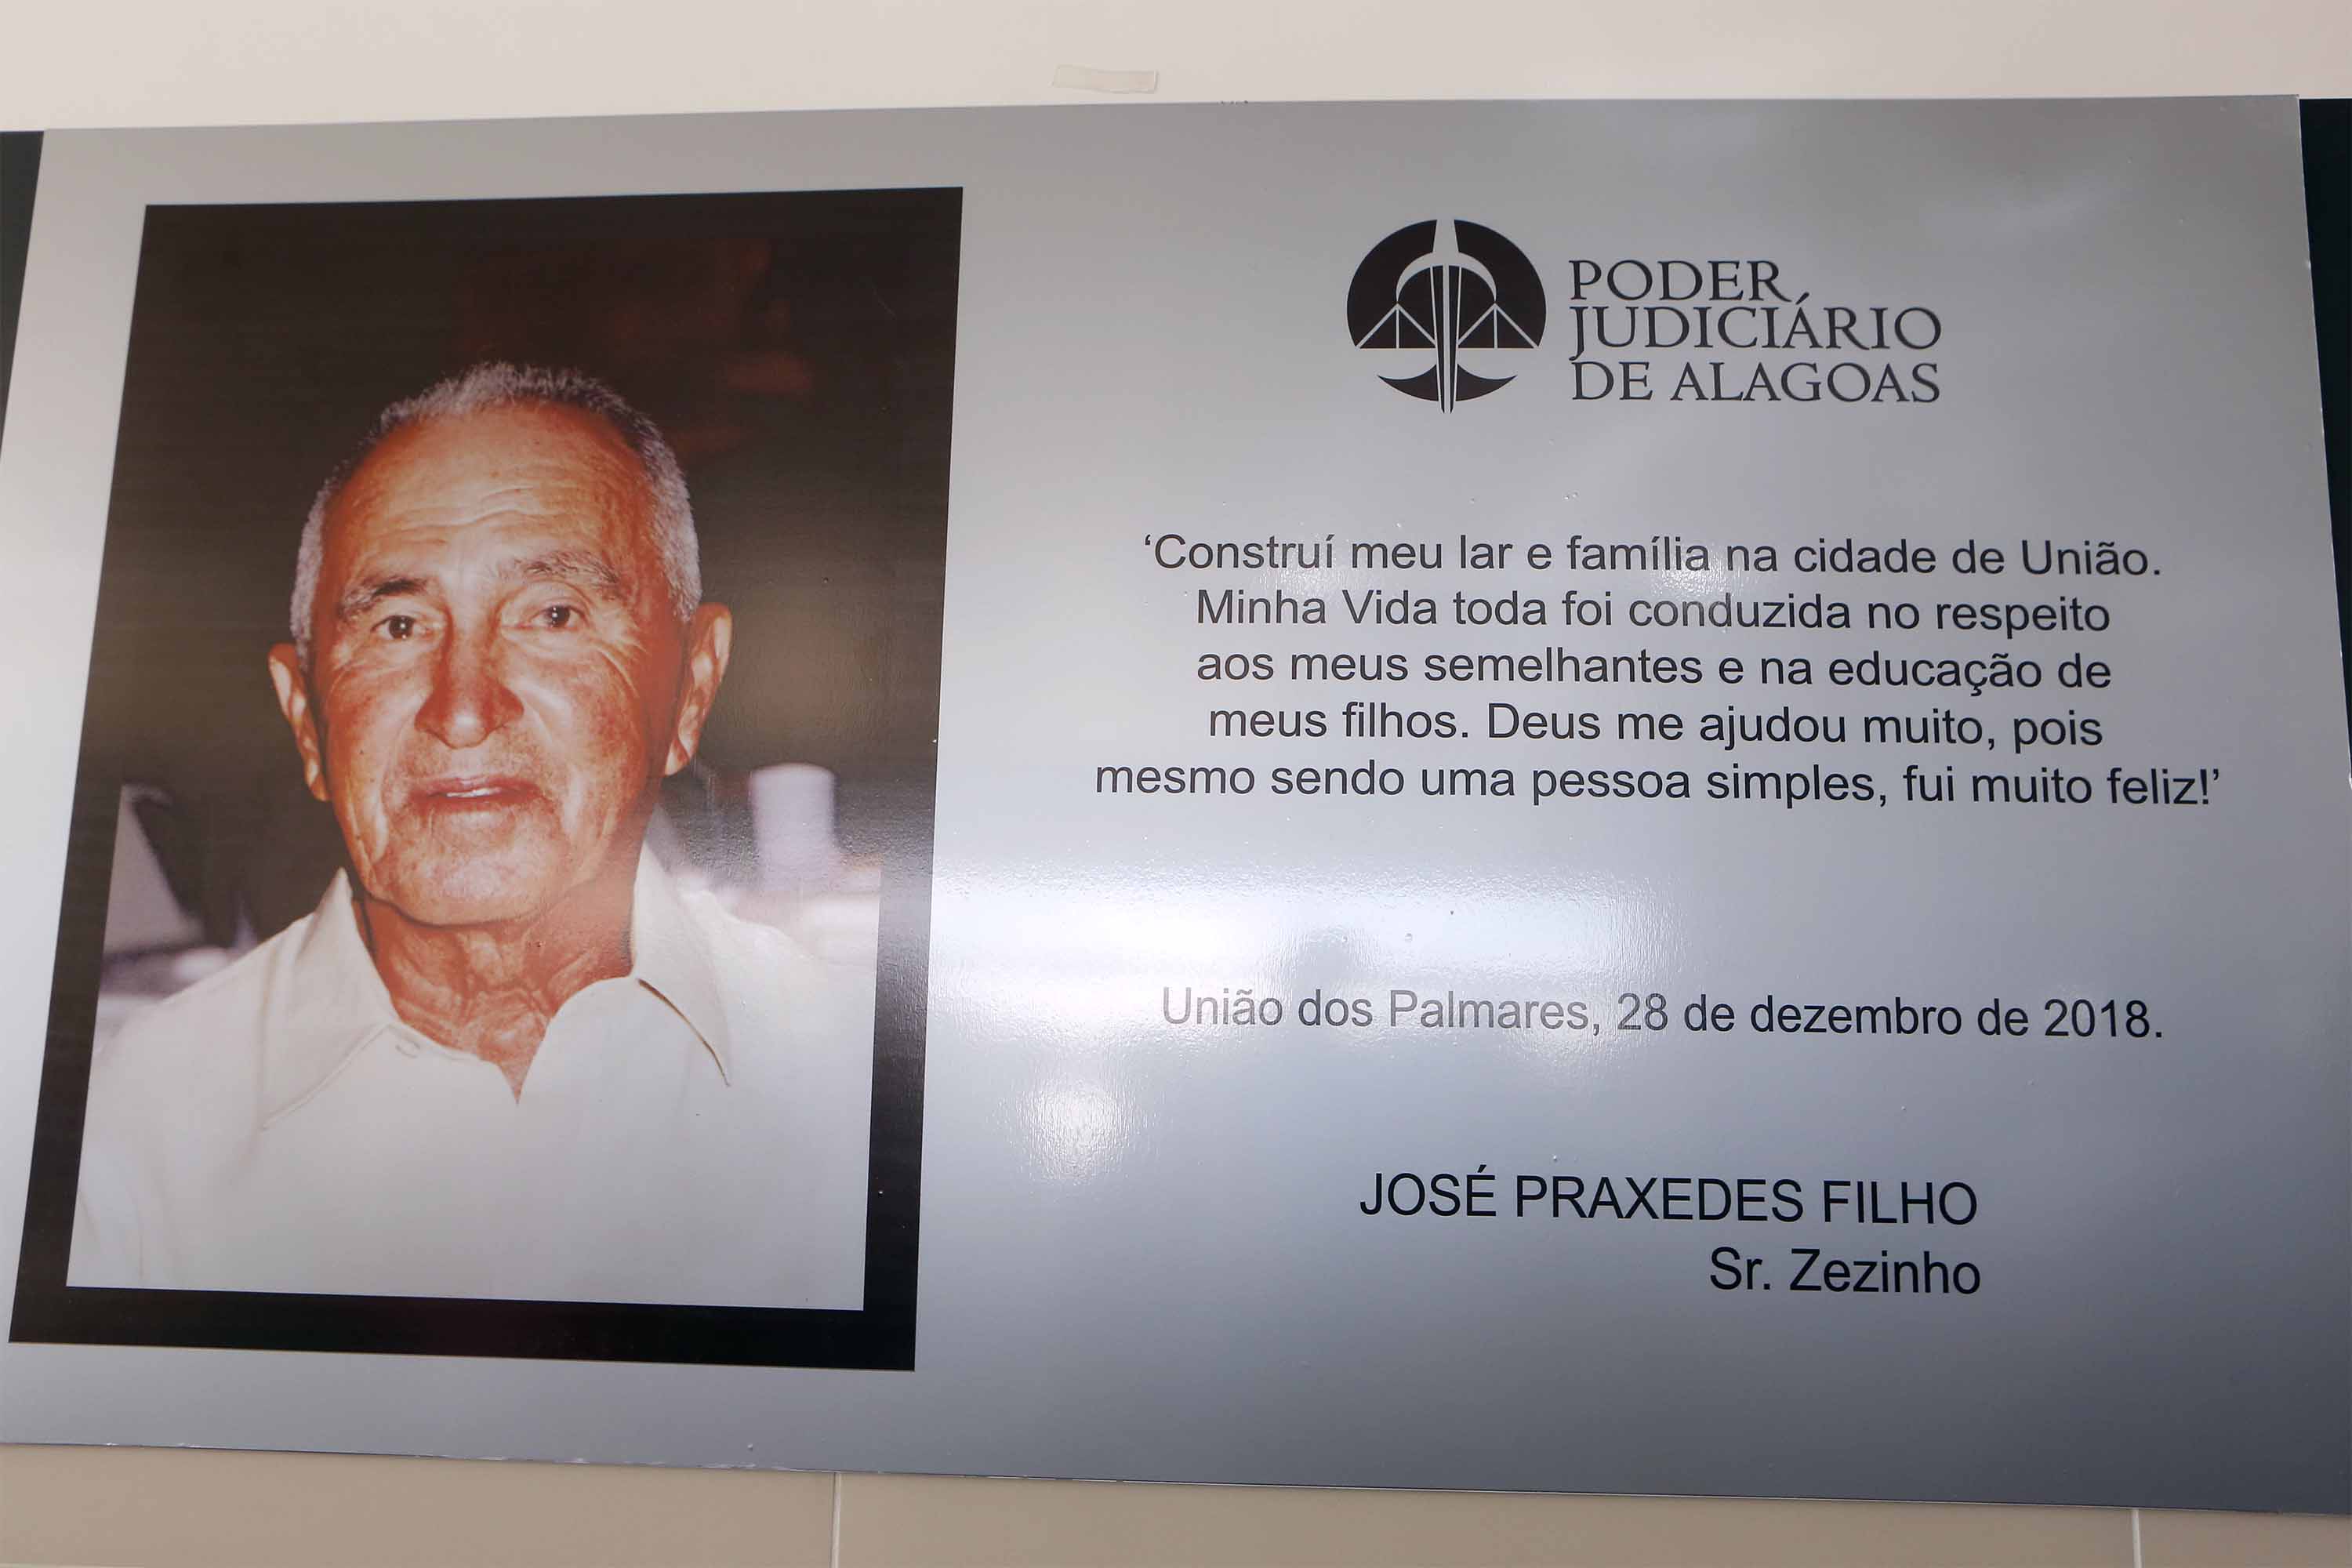 PODER
JUDICIÁRIO
DE ALAGOAS
‘Construí meu lar e família na cidade de União.
Minha Vida toda foi conduzida no respeito
aos meus semelhantes e na educação de
meus filhos. Deus me ajudou muito, pois
mesmo sendo uma pessoa simples, fui muito feliz!’
União dos Palmares, 28 de dezembro de 2018.
JOSÉ PRAXEDES FILHO
Sr. Zezinho